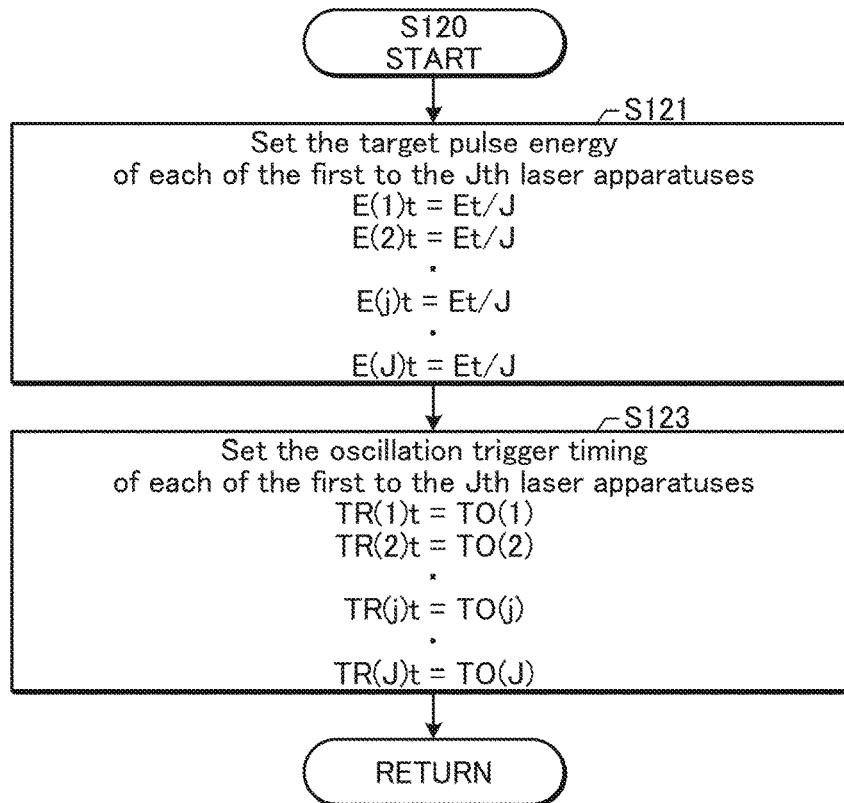 S120
START
S121
Set the target pulse energy
of each of the first to the Jth laser apparatuses
E(1)t = Et/J
E(2)t = Et/J
.
E(j)t = Et/J
.
E(J)t = Et/J
S123
Set the oscillation trigger timing
of each of the first to the Jth laser apparatuses
TR(1)t = TO(1)
TR(2)t = TO(2)
.
TR(j)t = TO(j)
.
TR(J)t = TO(J)
RETURN